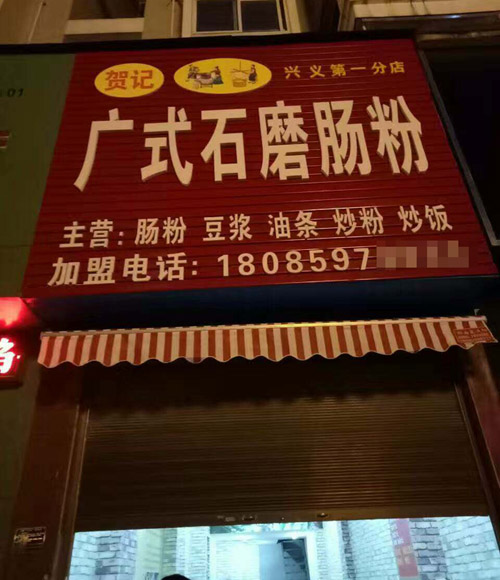 贺记 兴义第一分店
广式石磨肠粉
主营: 肠粉 豆浆 油条 炒粉 炒饭
加盟电话: 1808597
01